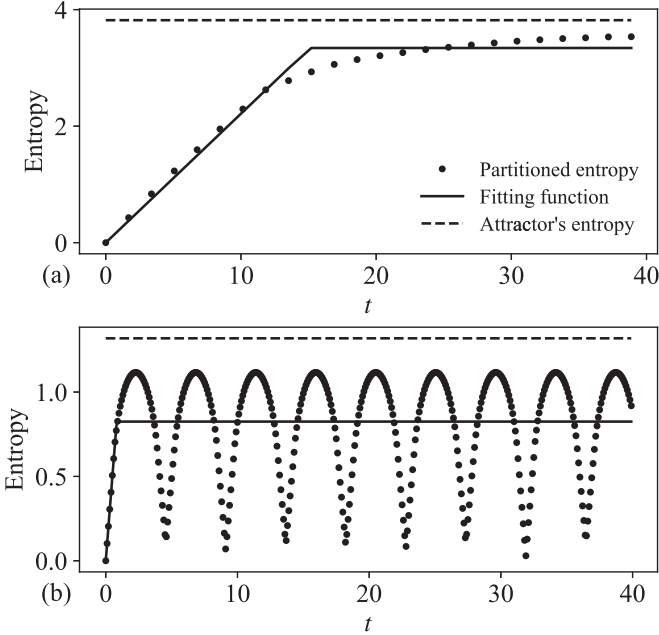 4
2
0
Entropy
Partitioned entropy
Fitting function
Attractor's entropy
(a) 0 10 20 30 40
t
1.0
0.5
0.0
Entropy
(b) 0 10 20 30 40
t